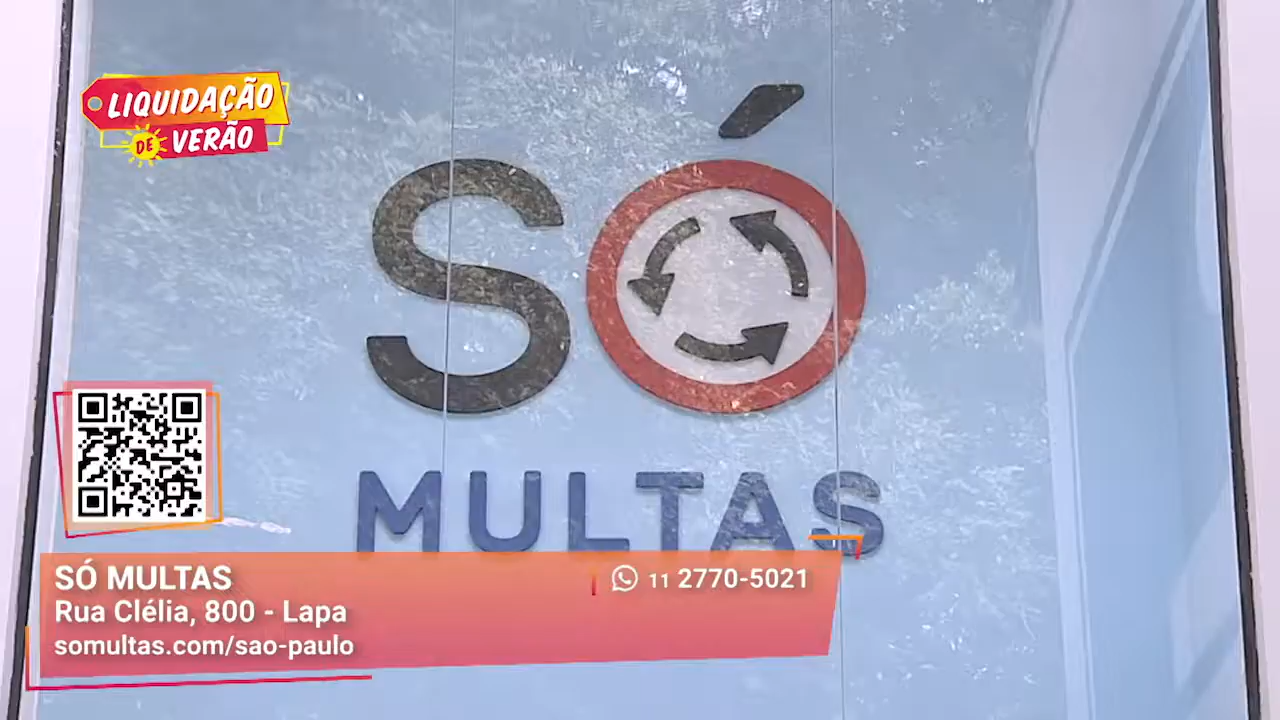 LIQUIDAÇÃO
DE VERÃO
SÓ
MULTAS
SÓ MULTAS
11 2770-5021
Rua Clélia, 800 - Lapa
somultas.com/sao-paulo